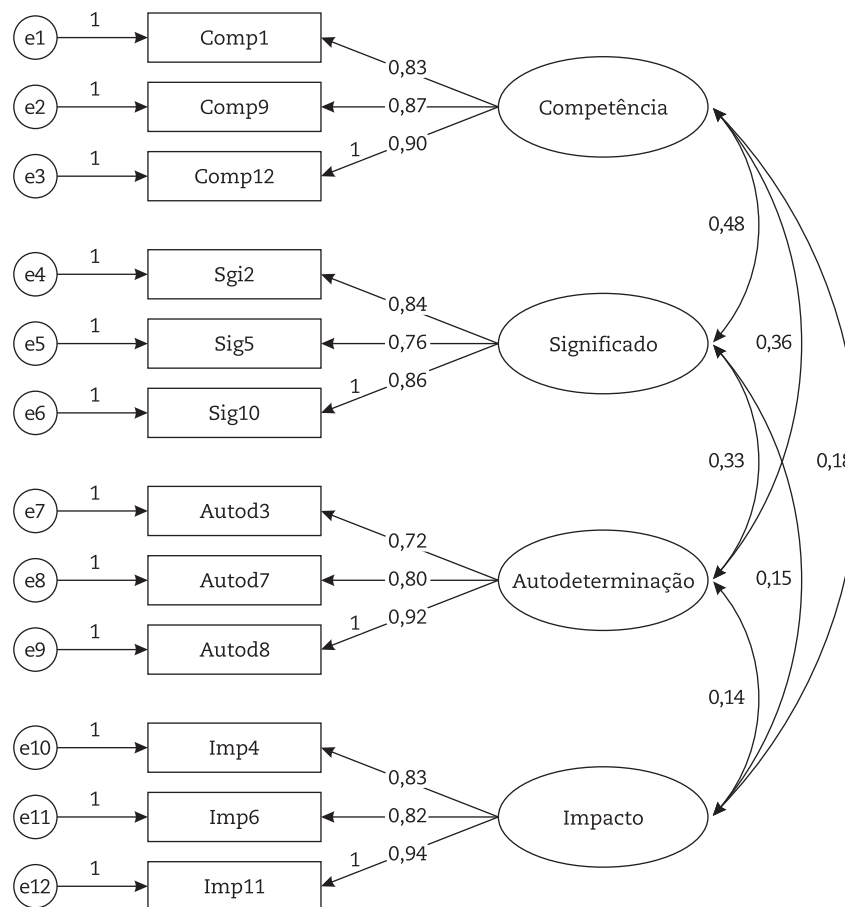 e1 1 Comp1
0,83
e2 1 Comp9 0,87 Competência
0,90
e3 1 Comp12 1
0,48
e4 1 Sgi2
0,84
e5 1 Sig5 0,76 Significado 0,36
0,86
e6 1 Sig10 1
0,33 0,18
e7 1 Autod3
0,72
e8 1 Autod7 0,80 Autodeterminação 0,15
0,92
e9 1 Autod8 1
0,14
e10 1 Imp4
0,83
e11 1 Imp6 0,82 Impacto
0,94
e12 1 Imp11 1